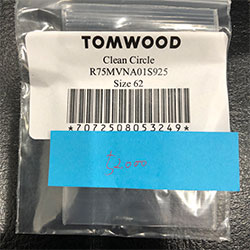 TOMWOOD
Clean Circle
R75MVNA01S925
Size 62
*7072508053249*